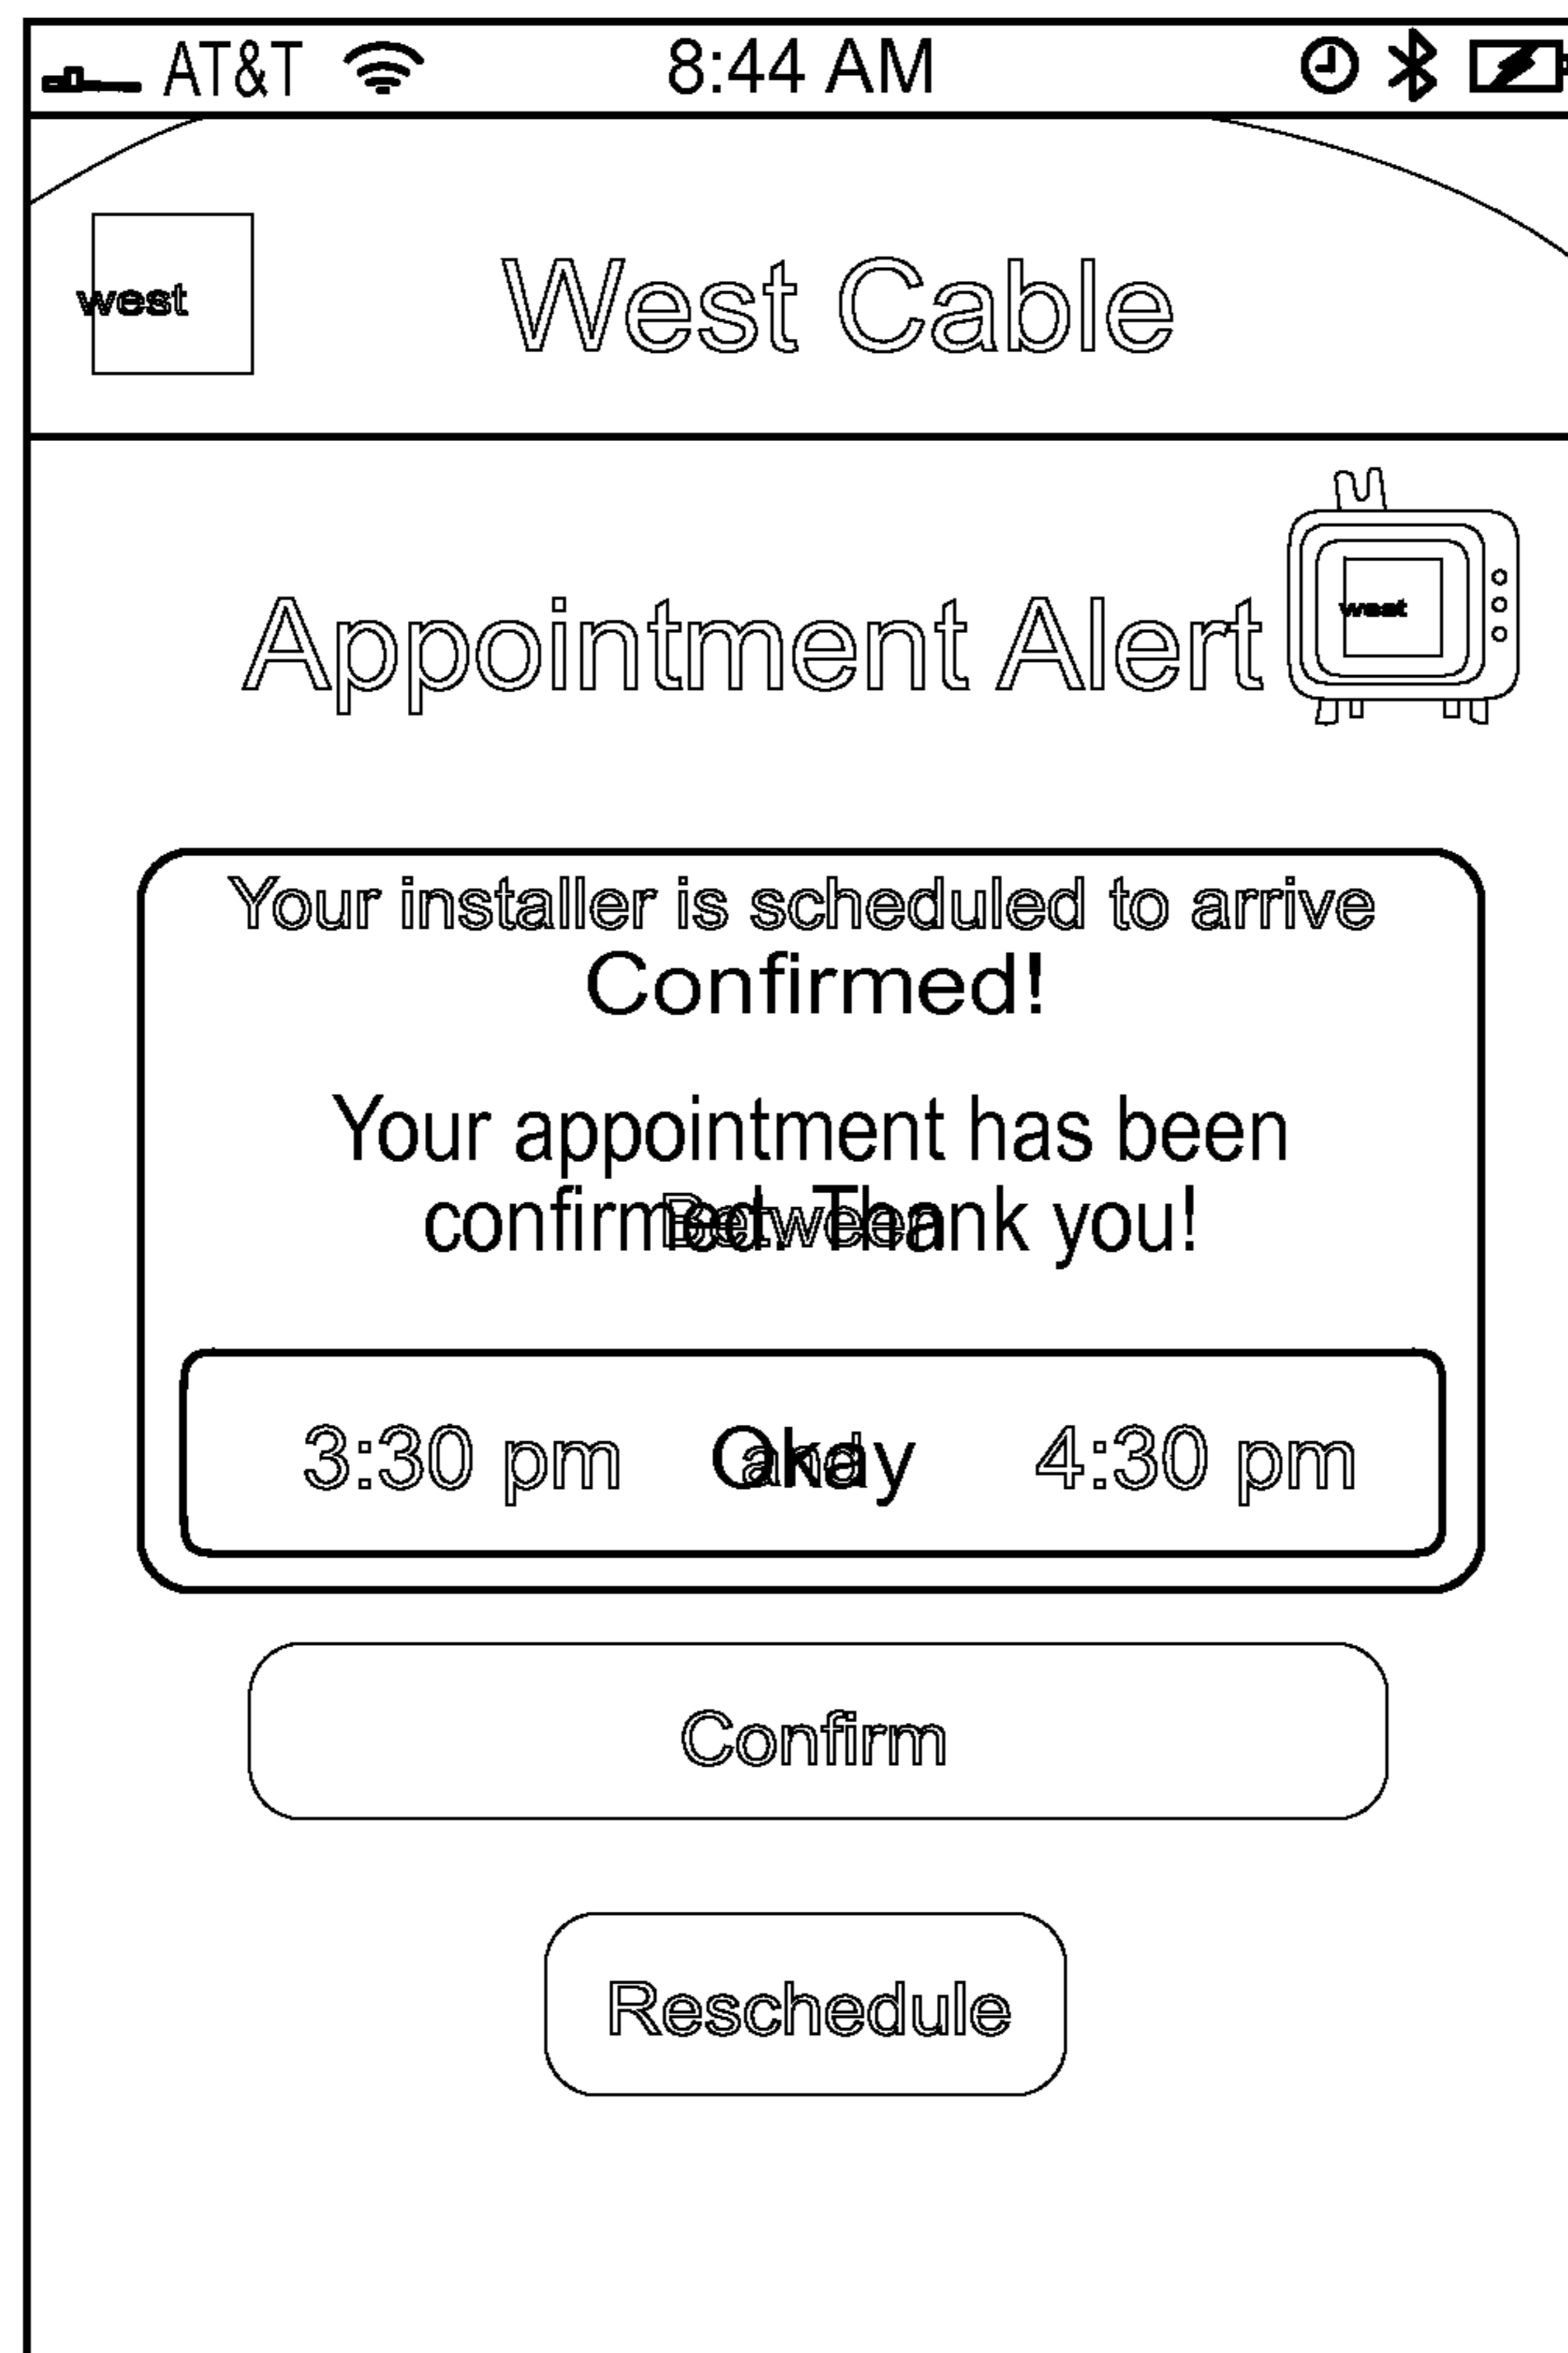 AT&T 8:44 AM
west West Cable
Appointment Alert west
Your installer is scheduled to arrive
Confirmed!
Your appointment has been
confirmed. Thank you!
Between
3:30 pm and 4:30 pm
Okay
Confirm
Reschedule